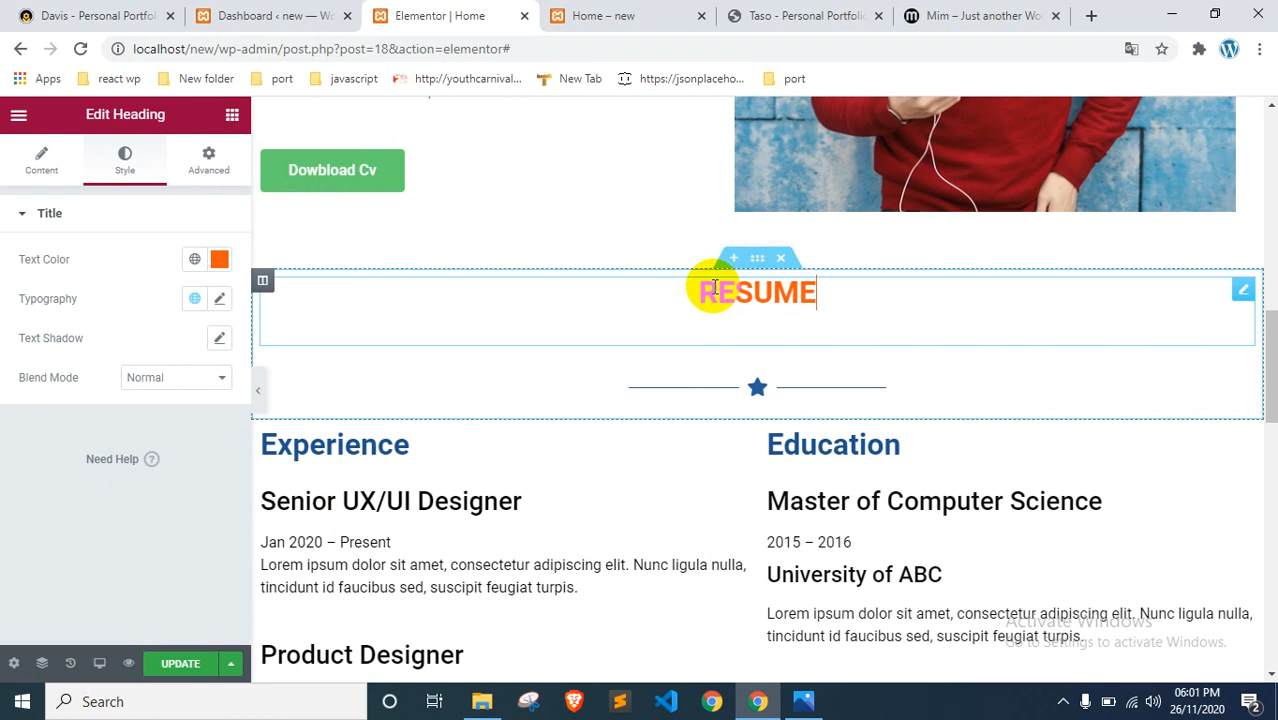 Davis - Personal Portfolio
Dashboard ‹ new — Wo
Elementor | Home
Home – new
Taso - Personal Portfolio
Mim – Just another Wo
localhost/new/wp-admin/post.php?post=18&action=elementor#
Apps
react wp
New folder
port
javascript
http://youthcarnival...
New Tab
https://jsonplaceho...
port
Edit Heading
Content
Style
Advanced
Title
Text Color
Typography
Text Shadow
Blend Mode
Normal
Need Help ?
UPDATE
Dowbload Cv
RESUME
Experience
Senior UX/UI Designer
Jan 2020 – Present
Lorem ipsum dolor sit amet, consectetur adipiscing elit. Nunc ligula nulla,
tincidunt id faucibus sed, suscipit feugiat turpis.
Product Designer
Education
Master of Computer Science
2015 – 2016
University of ABC
Lorem ipsum dolor sit amet, consectetur adipiscing elit. Nunc ligula nulla,
tincidunt id faucibus sed, suscipit feugiat turpis.
Activate Windows
Go to Settings to activate Windows.
Search
06:01 PM
26/11/2020
2